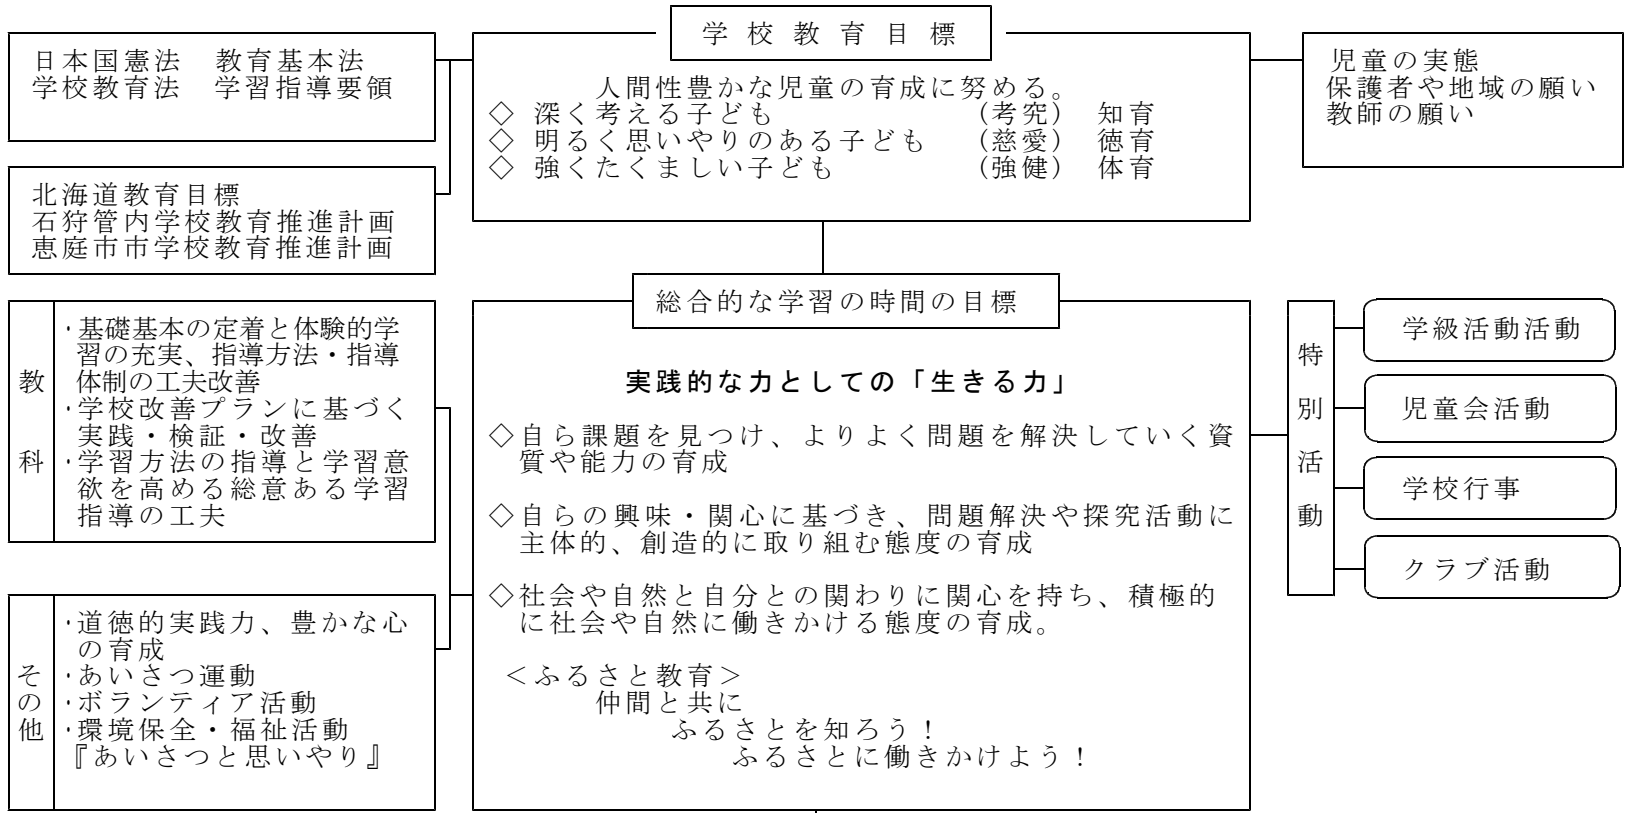 学校教育目標
日本国憲法　教育基本法
学校教育法　学習指導要領
人間性豊かな児童の育成に努める。
◇ 深く考える子ども　（考究）　知育
◇ 明るく思いやりのある子ども　（慈愛）　徳育
◇ 強くたくましい子ども　（強健）　体育
児童の実態
保護者や地域の願い
教師の願い
北海道教育目標
石狩管内学校教育推進計画
恵庭市市学校教育推進計画
総合的な学習の時間の目標
教科
・基礎基本の定着と体験的学
習の充実、指導方法・指導
体制の工夫改善
・学校改善プランに基づく
実践・検証・改善
・学習方法の指導と学習意
欲を高める総意ある学習
指導の工夫
実践的な力としての「生きる力」
◇自ら課題を見つけ、よりよく問題を解決していく資
質や能力の育成
◇自らの興味・関心に基づき、問題解決や探究活動に
主体的、創造的に取り組む態度の育成
◇社会や自然と自分との関わりに関心を持ち、積極的
に社会や自然に働きかける態度の育成。
＜ふるさと教育＞
仲間と共に
ふるさとを知ろう！
ふるさとに働きかけよう！
特別活動
学級活動活動
児童会活動
学校行事
クラブ活動
その他
・道徳的実践力、豊かな心
の育成
・あいさつ運動
・ボランティア活動
・環境保全・福祉活動
『あいさつと思いやり』